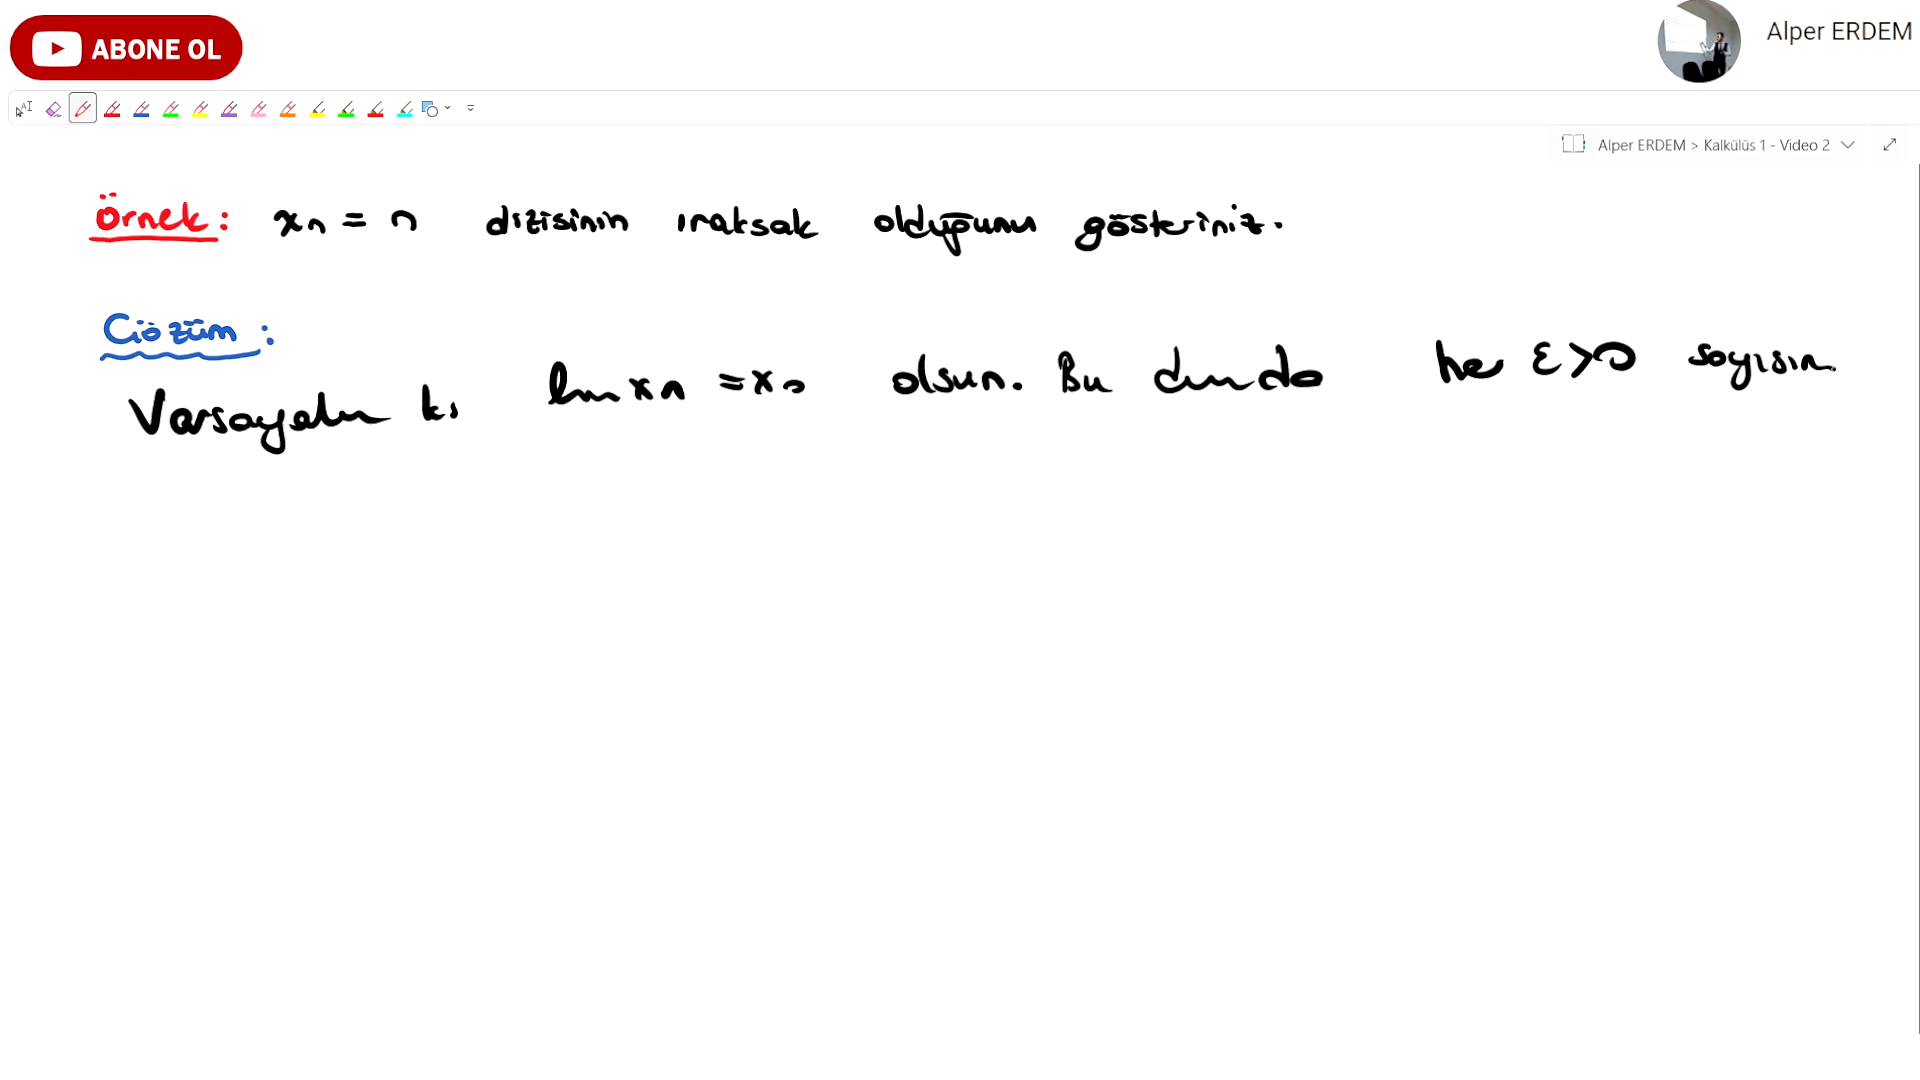 ABONE OL
Alper ERDEM
Alper ERDEM > Kalkülüs 1 - Video 2
Örnek: xn = n dizisinin ıraksak olduğunu gösteriniz.
Çözüm:
Varsayalım ki lim xn = x0 olsun. Bu durumda her ε>0 sayısın